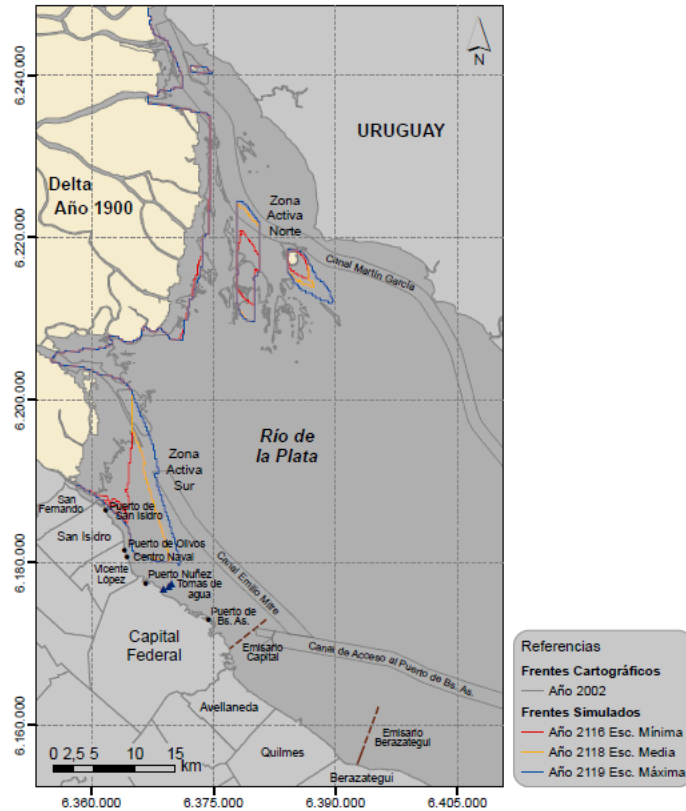 6.240.000
6.220.000
6.200.000
6.180.000
6.160.000
N
URUGUAY
Delta
Año 1900
Zona
Activa
Norte
Canal Martín García
Río de
la Plata
Zona
Activa
Sur
San
Fernando
Puerto de
San Isidro
San Isidro
Puerto de Olivos
Centro Naval
Vicente
López
Puerto Nuñez
Tomas de
agua
Canal Emilio Mitre
Puerto de
Bs. As.
Capital
Federal
Emisario
Capital
Canal de Acceso al Puerto de Bs. As.
Avellaneda
Emisario
Berazategui
Quilmes
Berazategui
0 2,5 5 10 15
km
6.360.000
6.375.000
6.390.000
6.405.000
Referencias
Frentes Cartográficos
Año 2002
Frentes Simulados
Año 2116 Esc. Mínima
Año 2118 Esc. Media
Año 2119 Esc. Máxima